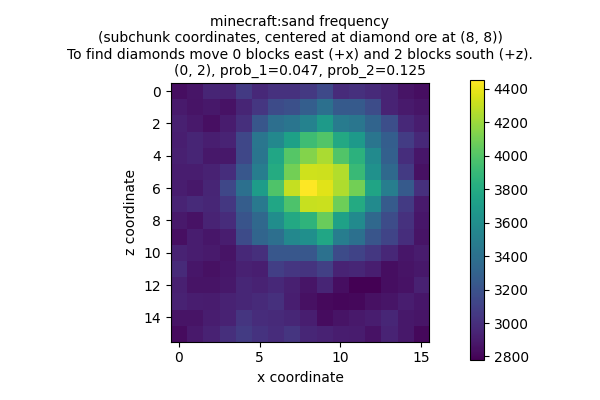 minecraft:sand frequency
(subchunk coordinates, centered at diamond ore at (8, 8))
To find diamonds move 0 blocks east (+x) and 2 blocks south (+z).
(0, 2), prob_1=0.047, prob_2=0.125
0
2
4
6
8
10
12
14
z coordinate
0 5 10 15
x coordinate
4400
4200
4000
3800
3600
3400
3200
3000
2800